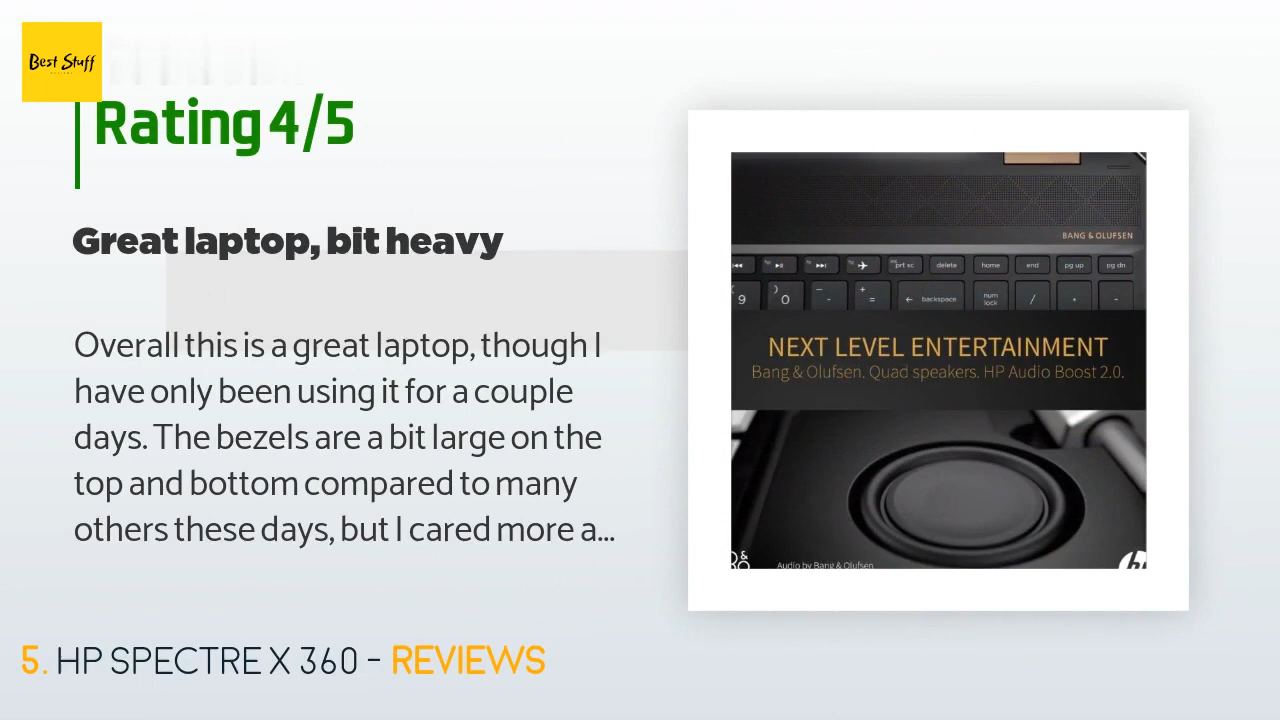 Best Stuff
Rating 4/5
Great laptop, bit heavy
Overall this is a great laptop, though I
have only been using it for a couple
days. The bezels are a bit large on the
top and bottom compared to many
others these days, but I cared more a...
BANG & OLUFSEN
prt sc delete home end pg up pg dn
( 9 ) 0 — - + = ← backspace num lock / * -
NEXT LEVEL ENTERTAINMENT
Bang & Olufsen. Quad speakers. HP Audio Boost 2.0.
Audio by Bang & Olufsen
hp
5. HP SPECTRE X 360 - REVIEWS